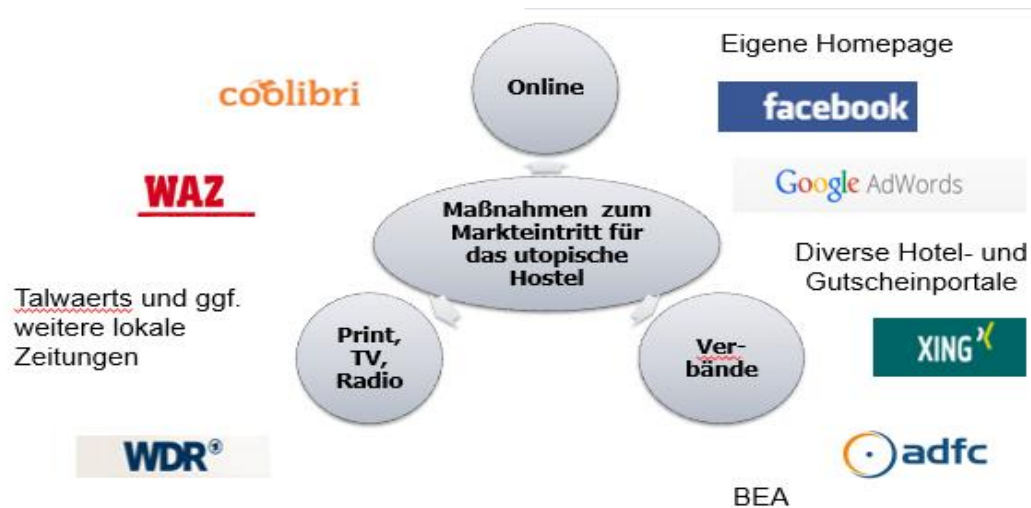 Online
Eigene Homepage
coolibri
facebook
WAZ
Google AdWords
Maßnahmen zum
Markteintritt für
das utopische
Hostel
Diverse Hotel- und
Gutscheinportale
Talwaerts und ggf.
weitere lokale
Zeitungen
Print,
TV,
Radio
Ver-
bände
XING
WDR
adfc
BEA